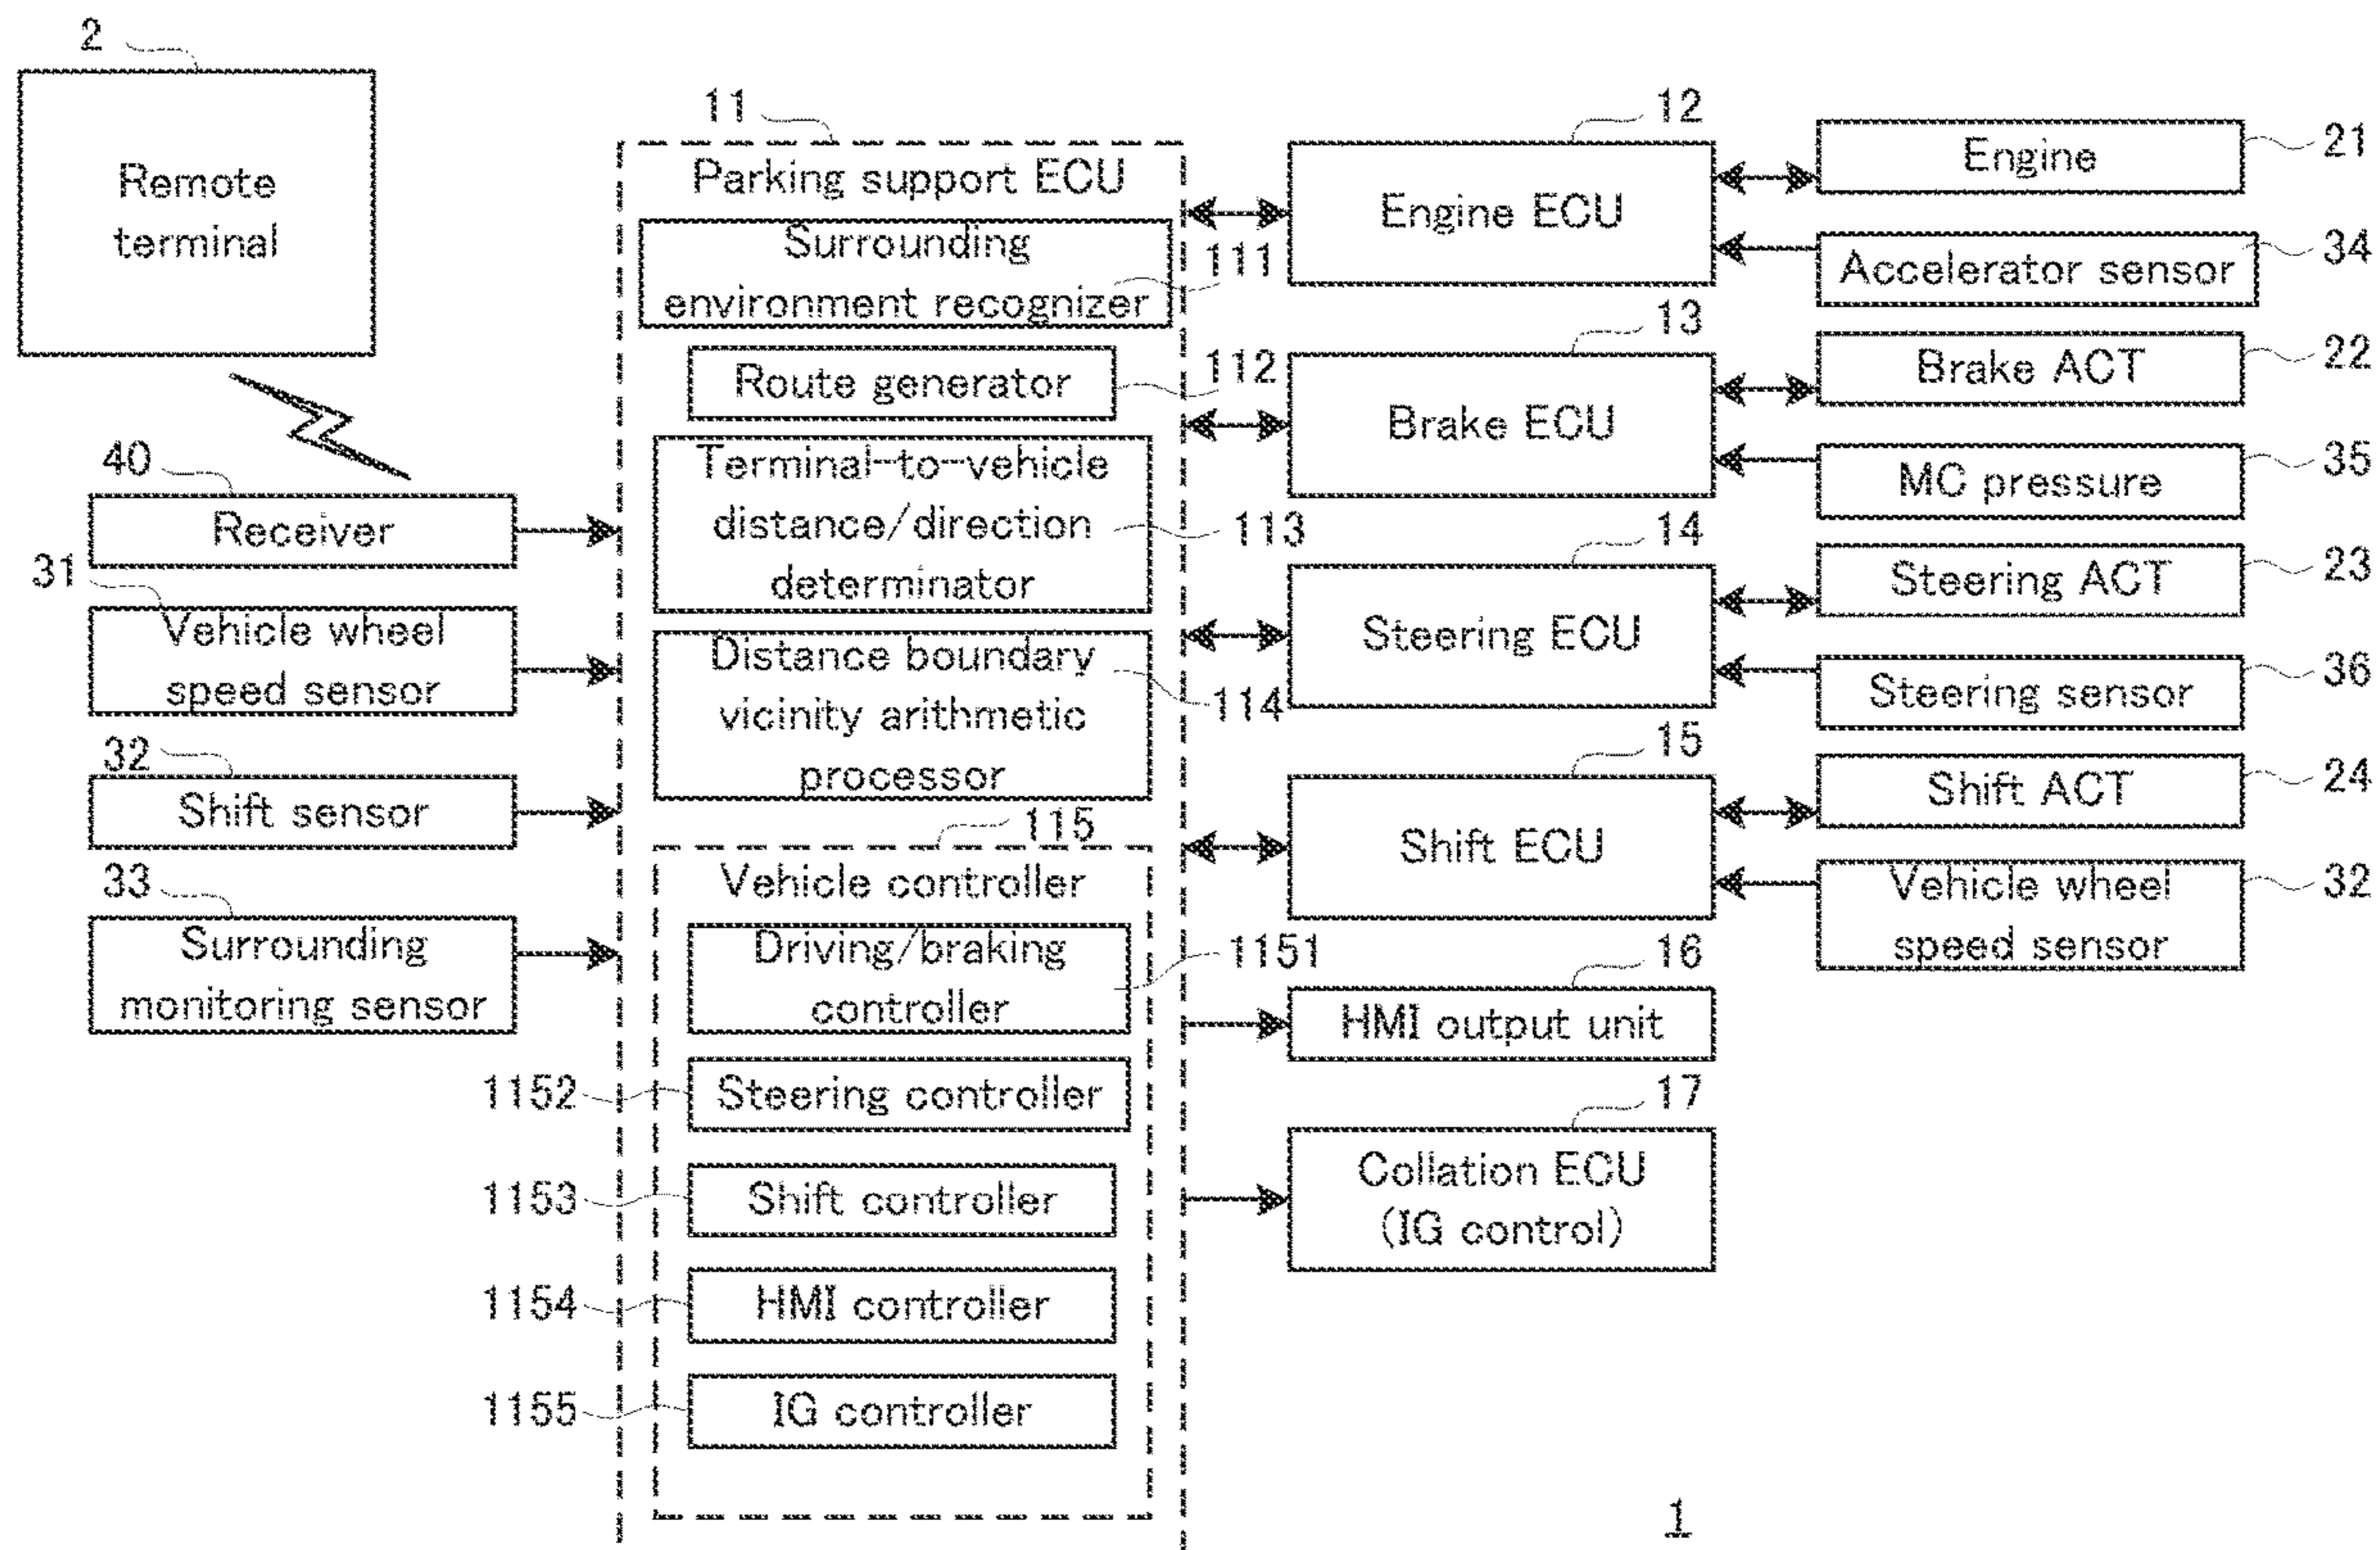 2
Remote
terminal
40
Receiver
31
Vehicle wheel
speed sensor
32
Shift sensor
33
Surrounding
monitoring sensor
11
Parking support ECU
Surrounding
environment recognizer
111
Route generator
112
Terminal-to-vehicle
distance/direction
determinator
113
Distance boundary
vicinity arithmetic
processor
114
115
Vehicle controller
Driving/braking
controller
1151
1152
Steering controller
1153
Shift controller
1154
HMI controller
1155
IG controller
12
Engine ECU
13
Brake ECU
14
Steering ECU
15
Shift ECU
16
HMI output unit
17
Collation ECU
(IG control)
Engine
21
Accelerator sensor
34
Brake ACT
22
MC pressure
35
Steering ACT
23
Steering sensor
36
Shift ACT
24
Vehicle wheel
speed sensor
32
1